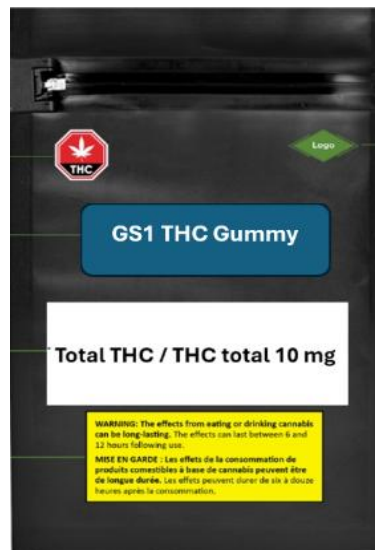 THC
Logo
GS1 THC Gummy
Total THC / THC total 10 mg
WARNING: The effects from eating or drinking cannabis
can be long-lasting. The effects can last between 6 and
12 hours following use.
MISE EN GARDE : Les effets de la consommation de
produits comestibles à base de cannabis peuvent être
de longue durée. Les effets peuvent durer de six à douze
heures après la consommation.